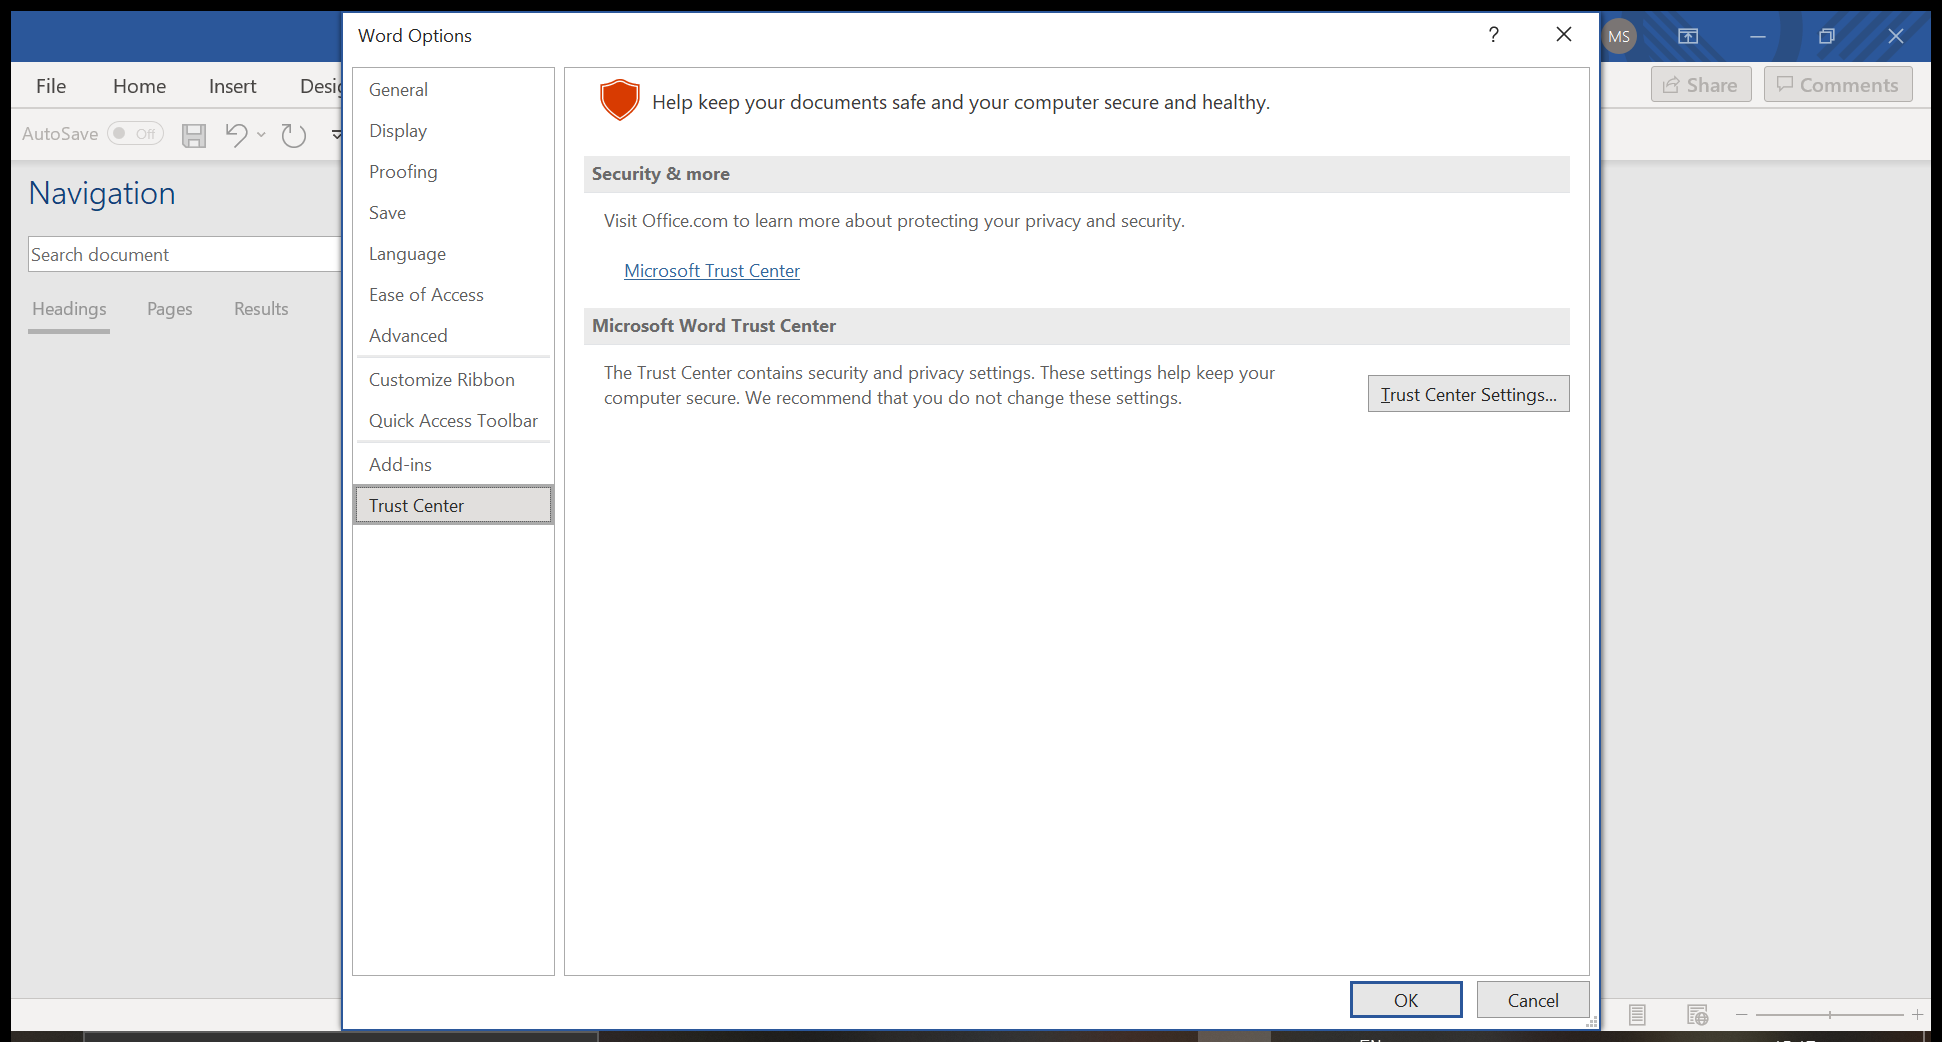 Word Options
?
MS
File
Home
Insert
Share
Comments
AutoSave
Off
Navigation
Search document
Headings
Pages
Results
General
Display
Proofing
Save
Language
Ease of Access
Advanced
Customize Ribbon
Quick Access Toolbar
Add-ins
Trust Center
Help keep your documents safe and your computer secure and healthy.
Security & more
Visit Office.com to learn more about protecting your privacy and security.
Microsoft Trust Center
Microsoft Word Trust Center
The Trust Center contains security and privacy settings. These settings help keep your
computer secure. We recommend that you do not change these settings.
Trust Center Settings...
OK
Cancel